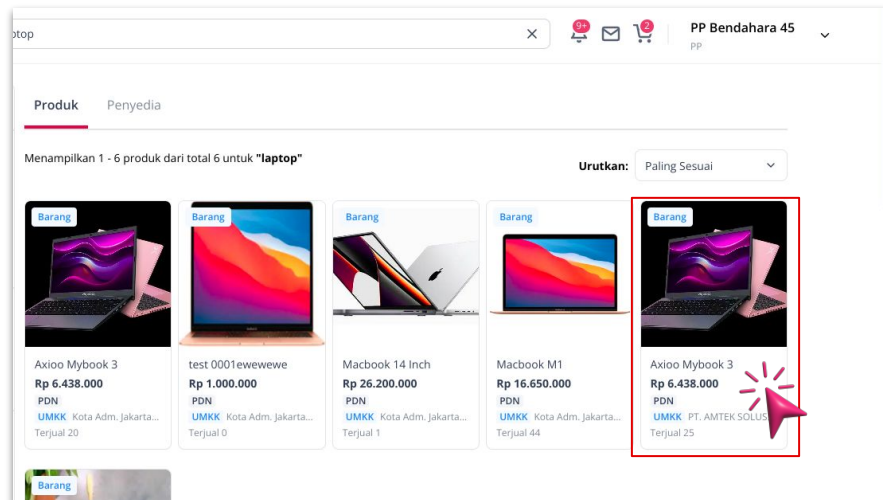 ptop
9+
2
PP Bendahara 45
PP
Produk Penyedia
Menampilkan 1 - 6 produk dari total 6 untuk "laptop"
Urutkan: Paling Sesuai
Barang
Axioo Mybook 3
Rp 6.438.000
PDN
UMKK Kota Adm. Jakarta...
Terjual 20
Barang
test 0001ewewewe
Rp 1.000.000
PDN
UMKK Kota Adm. Jakarta...
Terjual 0
Barang
Macbook 14 Inch
Rp 26.200.000
PDN
UMKK Kota Adm. Jakarta...
Terjual 1
Barang
Macbook M1
Rp 16.650.000
PDN
UMKK Kota Adm. Jakarta...
Terjual 44
Barang
Axioo Mybook 3
Rp 6.438.000
PDN
UMKK PT. AMTEK SOLUS
Terjual 25
Barang